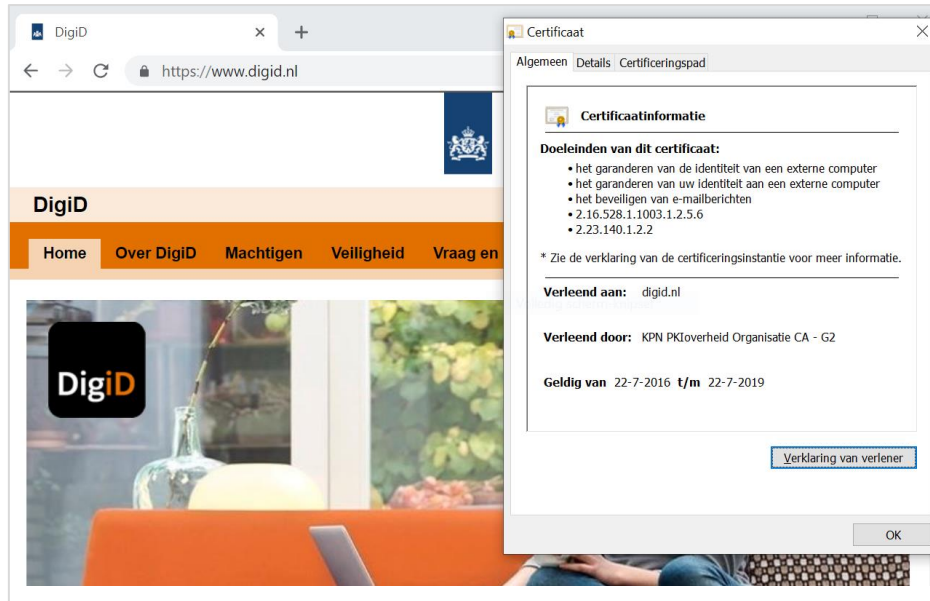 DigiD
https://www.digid.nl
DigiD
Home Over DigiD Machtigen Veiligheid Vraag en
DigiD
Certificaat
Algemeen Details Certificeringspad
Certificaatinformatie
Doeleinden van dit certificaat:
• het garanderen van de identiteit van een externe computer
• het garanderen van uw identiteit aan een externe computer
• het beveiligen van e-mailberichten
• 2.16.528.1.1003.1.2.5.6
• 2.23.140.1.2.2
* Zie de verklaring van de certificeringsinstantie voor meer informatie.
Verleend aan: digid.nl
Verleend door: KPN PKIoverheid Organisatie CA - G2
Geldig van 22-7-2016 t/m 22-7-2019
Verklaring van verlener
OK